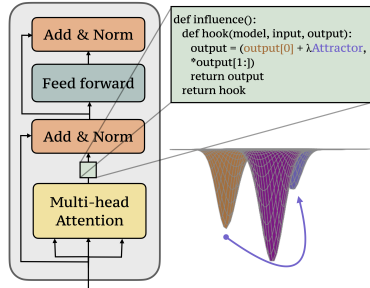 Add & Norm
Feed forward
Add & Norm
Multi-head
Attention
def influence():
def hook(model, input, output):
output = (output[0] + λAttractor,
*output[1:])
return output
return hook